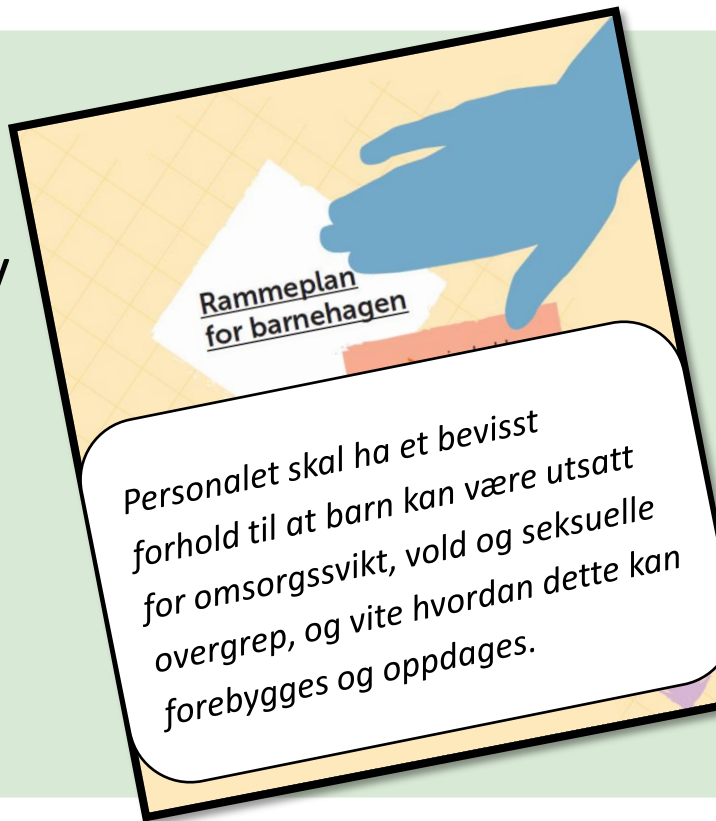 Rammeplan
for barnehagen
Personalet skal ha et bevisst
forhold til at barn kan være utsatt
for omsorgssvikt, vold og seksuelle
overgrep, og vite hvordan dette kan
forebygges og oppdages.